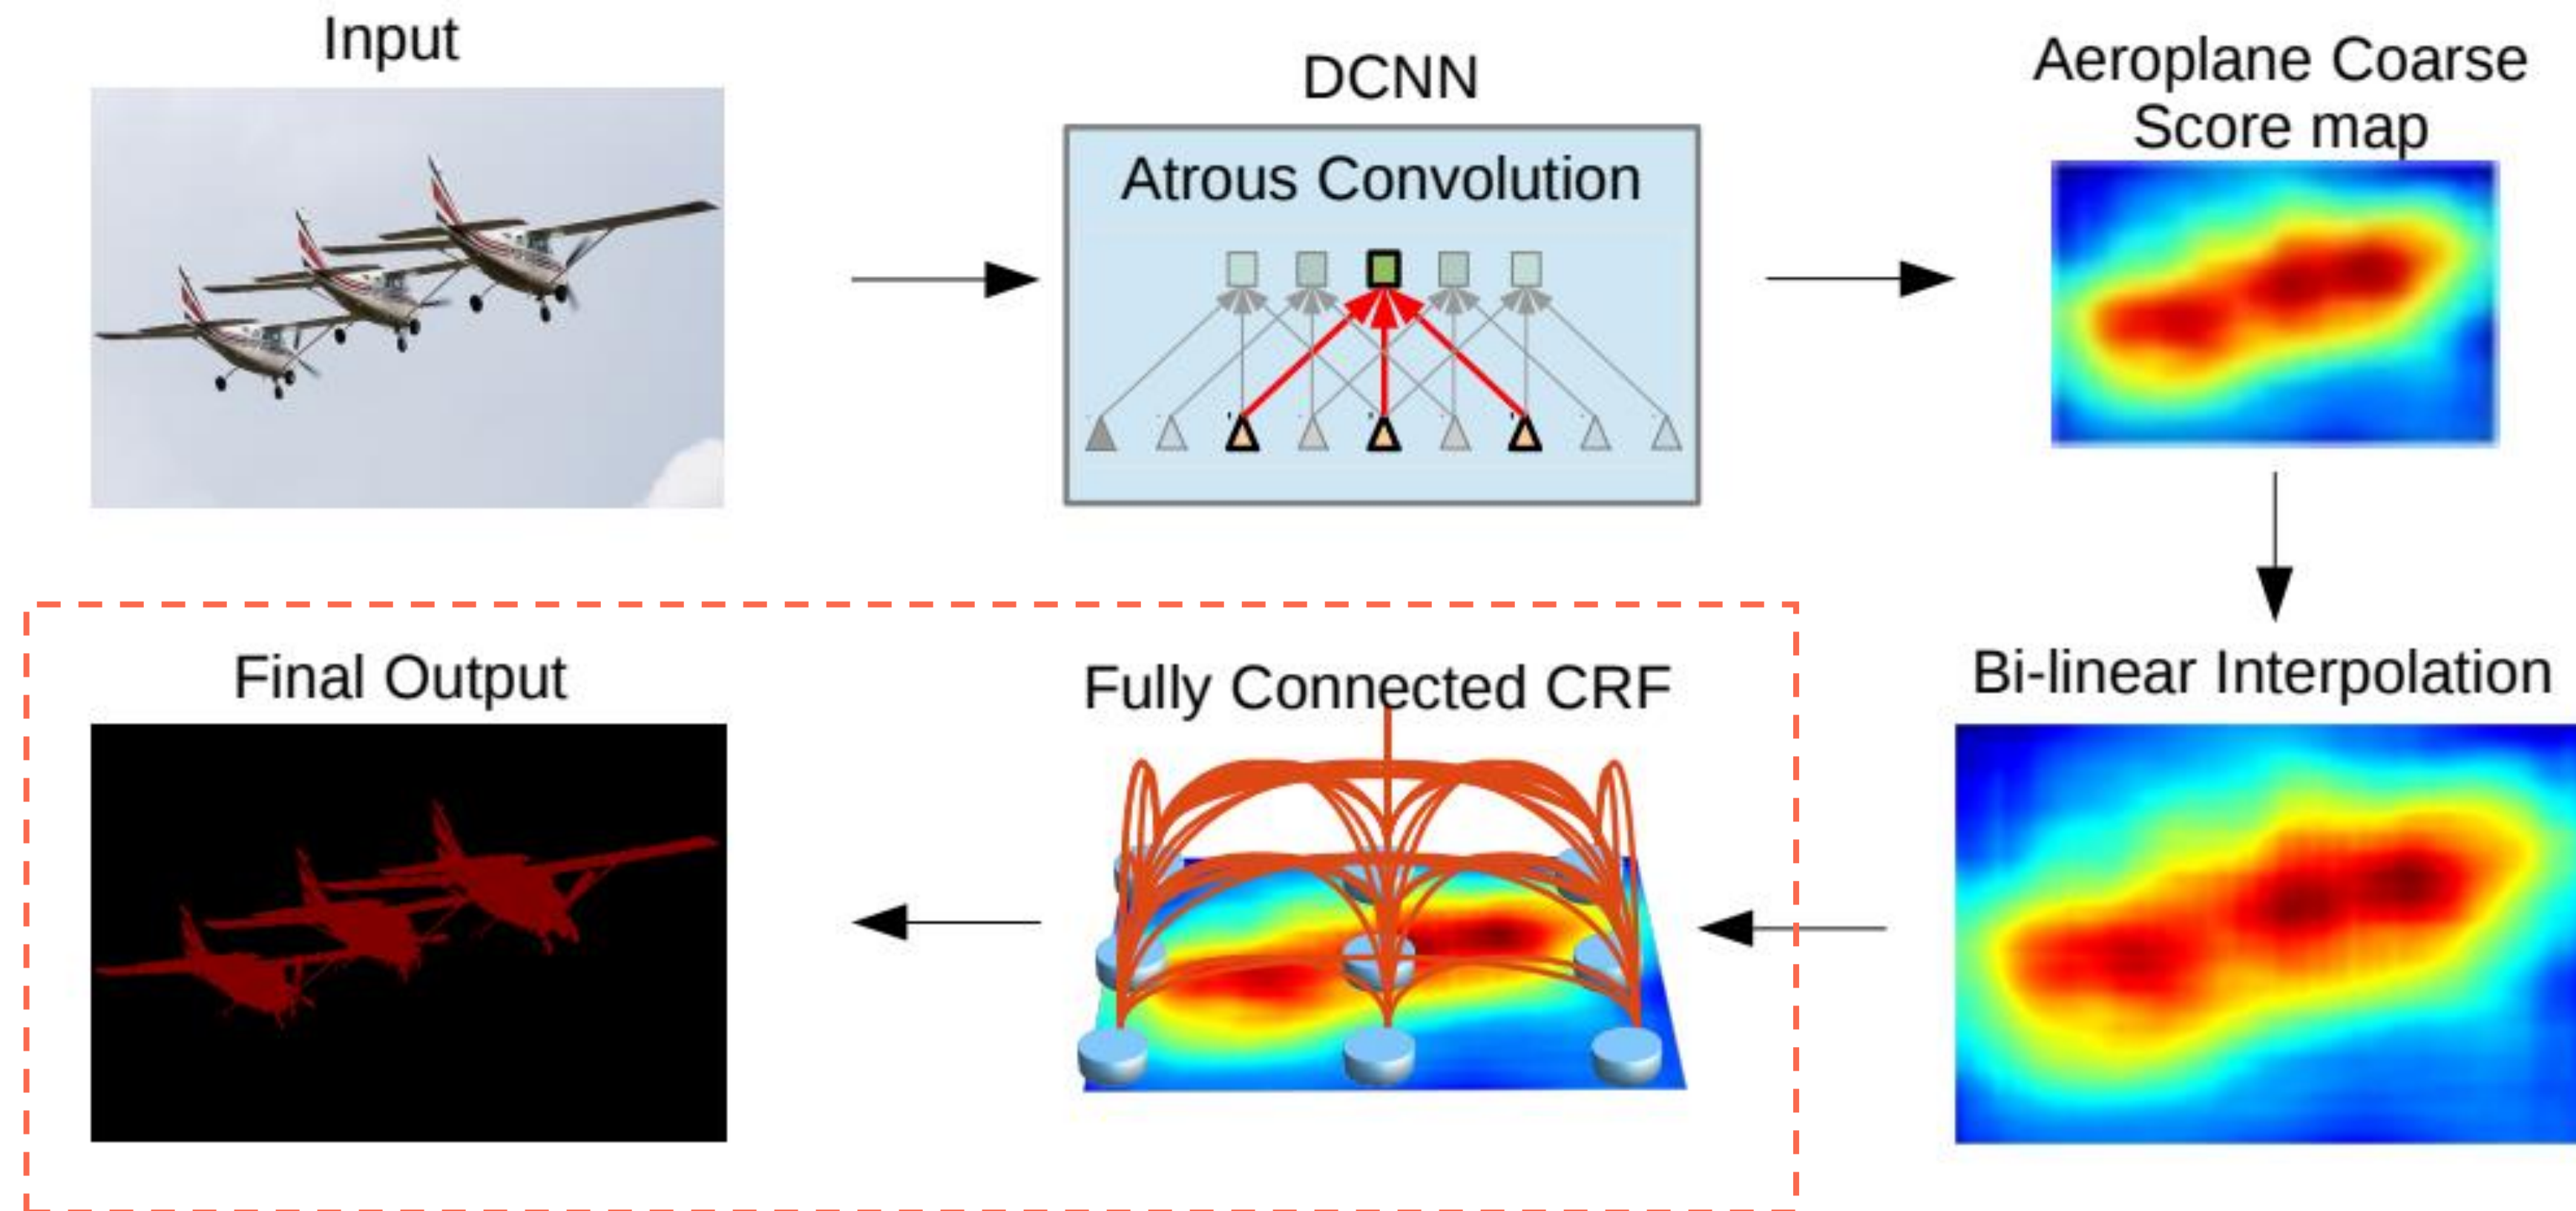 Input
DCNN
Atrous Convolution
Aeroplane Coarse
Score map
Final Output
Fully Connected CRF
Bi-linear Interpolation